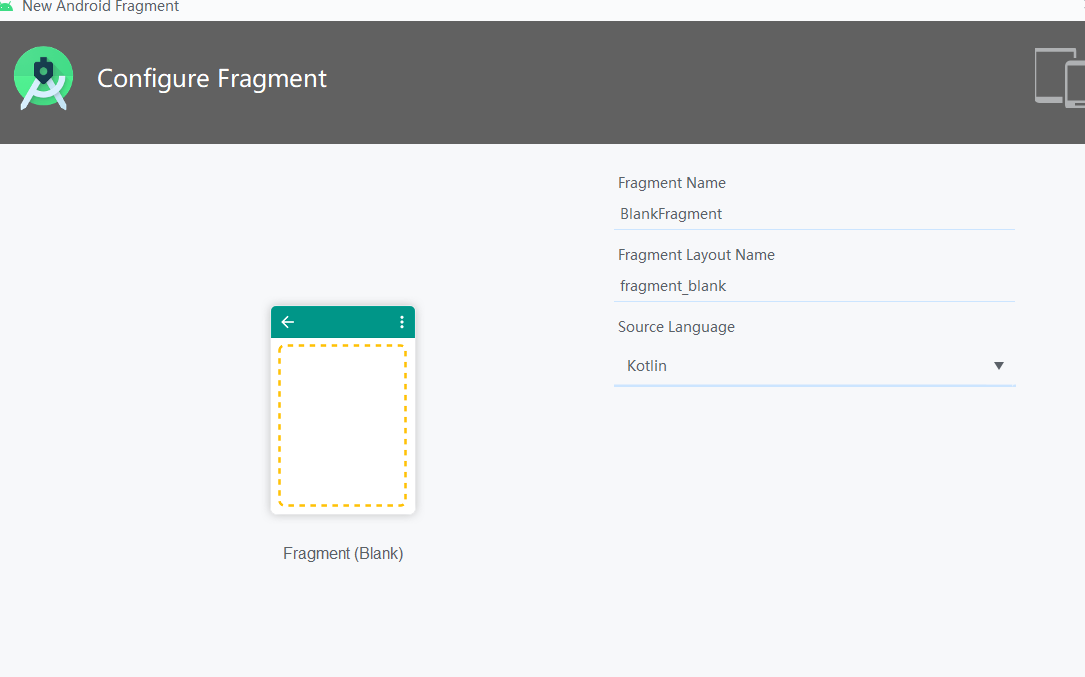 New Android Fragment
Configure Fragment
Fragment Name
BlankFragment
Fragment Layout Name
fragment_blank
Source Language
Kotlin
Fragment (Blank)